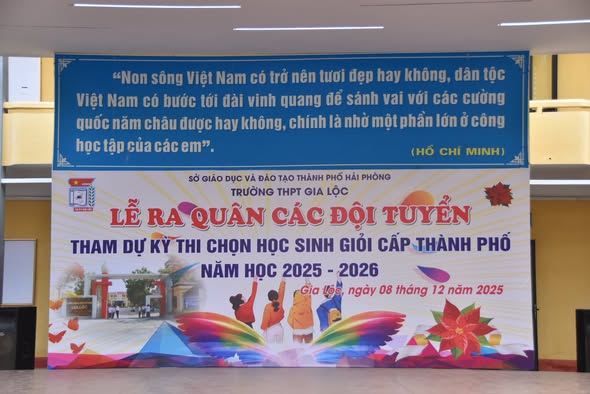 “Non sông Việt Nam có trở nên tươi đẹp hay không, dân tộc
Việt Nam có bước tới đài vinh quang để sánh vai với các cường
quốc năm châu được hay không, chính là nhờ một phần lớn ở công
học tập của các em”.
(HỒ CHÍ MINH)
SỞ GIÁO DỤC VÀ ĐÀO TẠO THÀNH PHỐ HẢI PHÒNG
TRƯỜNG THPT GIA LỘC
LỄ RA QUÂN CÁC ĐỘI TUYỂN
THAM DỰ KỲ THI CHỌN HỌC SINH GIỎI CẤP THÀNH PHỐ
NĂM HỌC 2025 - 2026
Gia Lộc, ngày 08 tháng 12 năm 2025